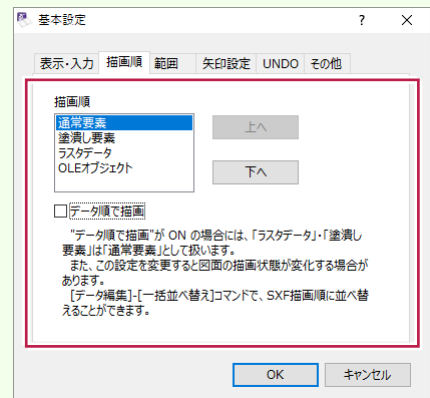 基本設定
? ×
表示・入力 描画順 範囲 矢印設定 UNDO その他
描画順
通常要素
塗潰し要素
ラスタデータ
OLEオブジェクト
上へ
下へ
データ順で描画
"データ順で描画"が ON の場合には、「ラスタデータ」・「塗潰し
要素」は「通常要素」として扱います。
また、この設定を変更すると図面の描画状態が変化する場合が
あります。
[データ編集]-[一括並べ替え]コマンドで、SXF描画順に並べ替
えることができます。
OK キャンセル